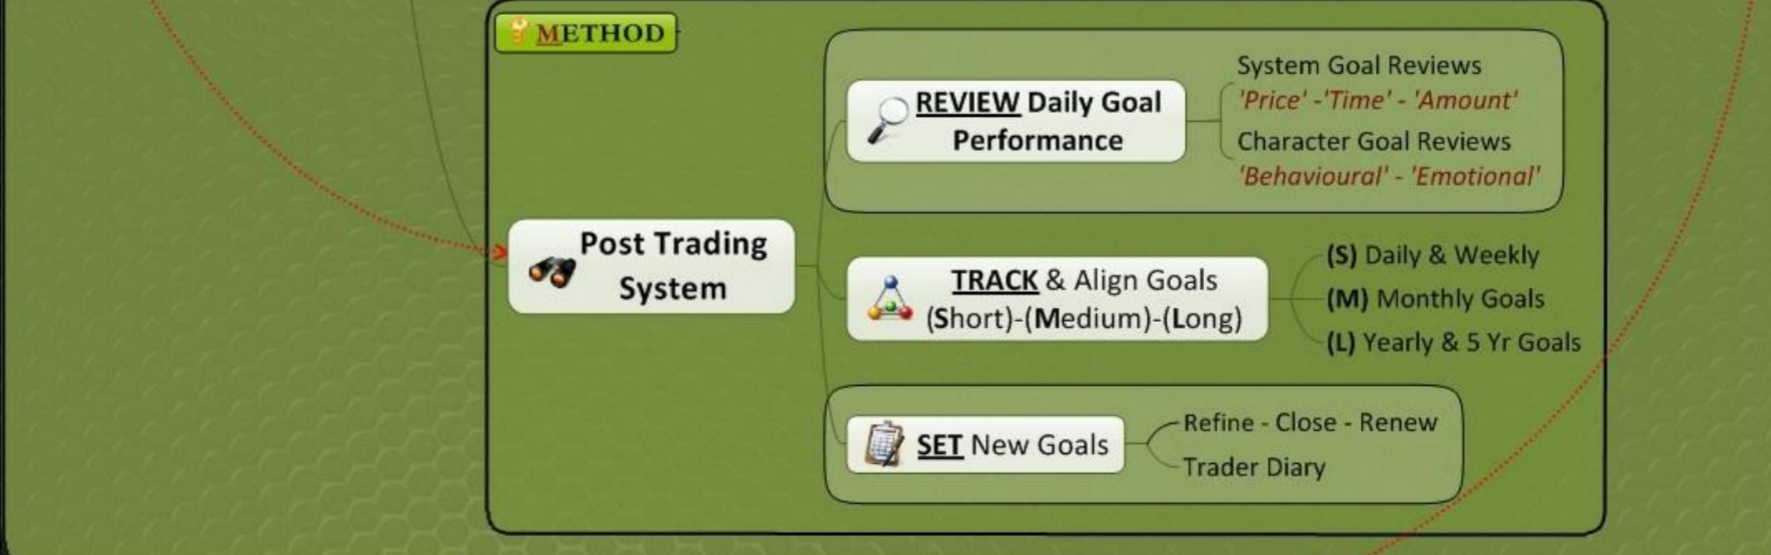 METHOD
REVIEW Daily Goal
Performance
System Goal Reviews
'Price' -'Time' - 'Amount'
Character Goal Reviews
'Behavioural' - 'Emotional'
Post Trading
System
TRACK & Align Goals
(Short)-(Medium)-(Long)
(S) Daily & Weekly
(M) Monthly Goals
(L) Yearly & 5 Yr Goals
SET New Goals
Refine - Close - Renew
Trader Diary